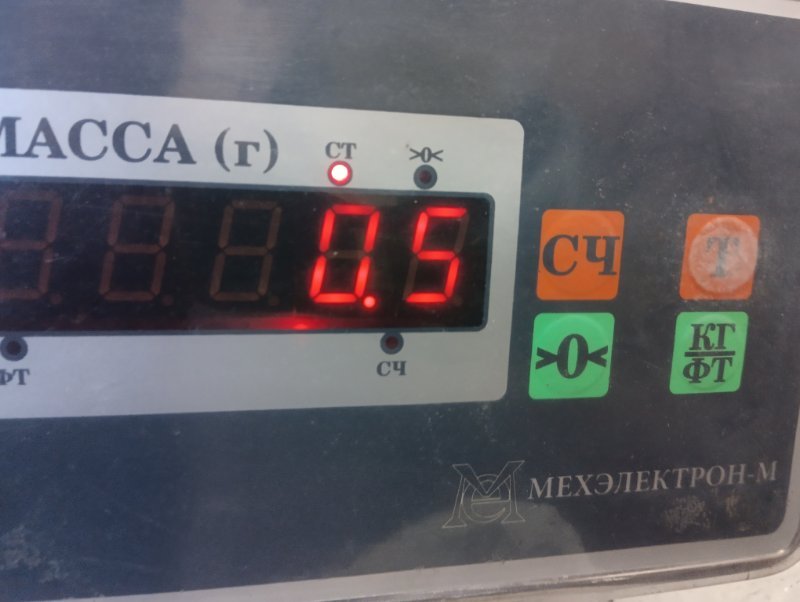 МАССА (г)
СТ >0<
0.5
ФТ СЧ
СЧ Т
>0< КГ
ФТ
МЕХЭЛЕКТРОН-М